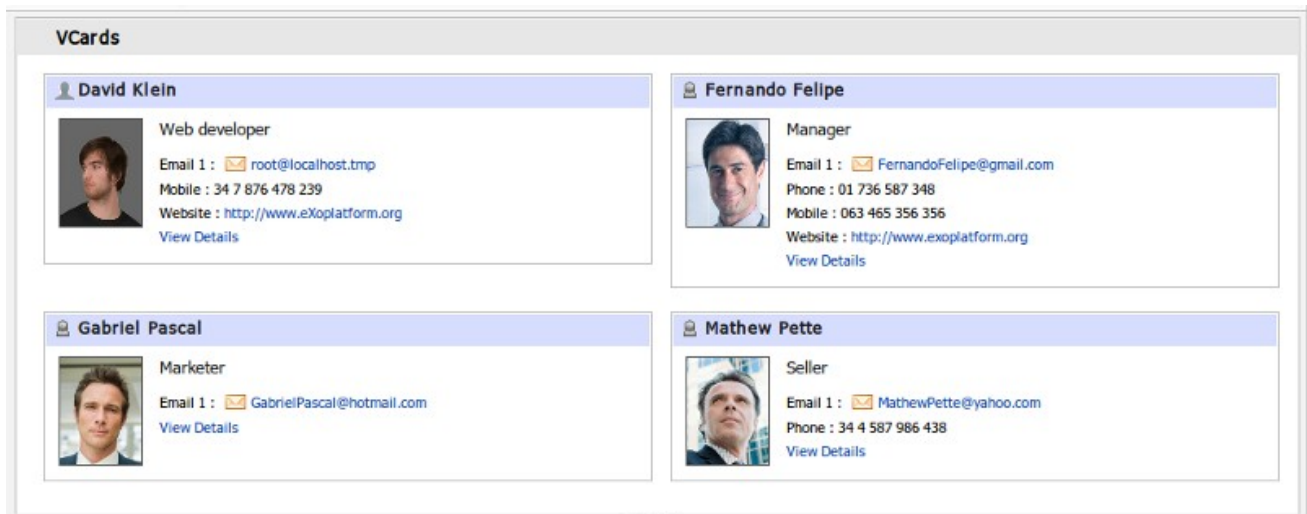 VCards
David Klein
Web developer
Email 1 : root@localhost.tmp
Mobile : 34 7 876 478 239
Website : http://www.eXoplatform.org
View Details
Fernando Felipe
Manager
Email 1 : FernandoFelipe@gmail.com
Phone : 01 736 587 348
Mobile : 063 465 356 356
Website : http://www.exoplatform.org
View Details
Gabriel Pascal
Marketer
Email 1 : GabrielPascal@hotmail.com
View Details
Mathew Pette
Seller
Email 1 : MathewPette@yahoo.com
Phone : 34 4 587 986 438
View Details